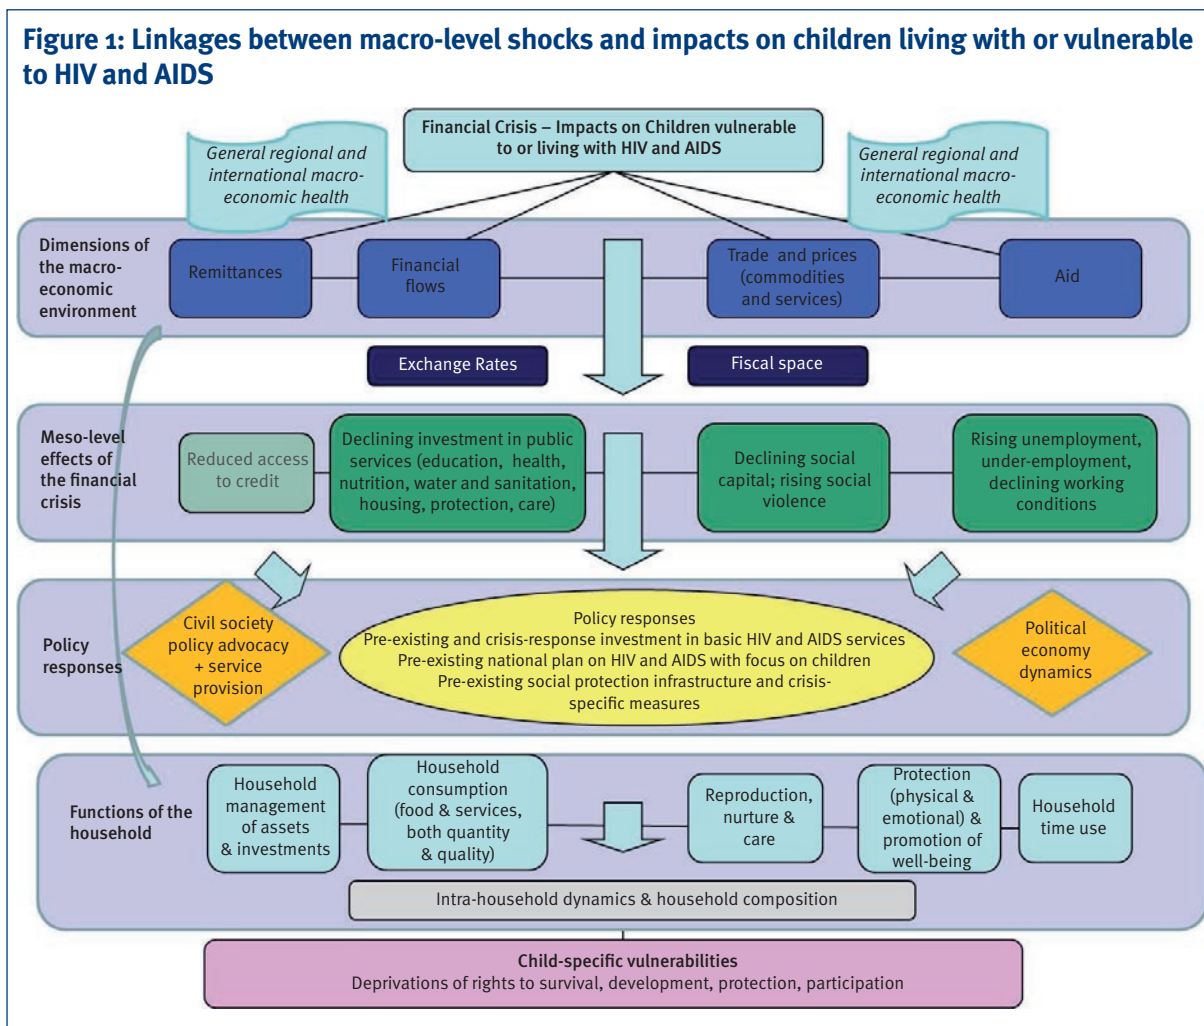 Figure 1: Linkages between macro-level shocks and impacts on children living with or vulnerable
to HIV and AIDS
Financial Crisis – Impacts on Children vulnerable
to or living with HIV and AIDS
General regional and
international macro-
economic health
General regional and
international macro-
economic health
Dimensions of
the macro-
economic
environment
Remittances
Financial
flows
Trade and prices
(commodities
and services)
Aid
Exchange Rates
Fiscal space
Meso-level
effects of
the financial
crisis
Reduced access
to credit
Declining investment in public
services (education, health,
nutrition, water and sanitation,
housing, protection, care)
Declining social
capital; rising social
violence
Rising unemployment,
under-employment,
declining working
conditions
Policy
responses
Civil society
policy advocacy
+ service
provision
Policy responses
Pre-existing and crisis-response investment in basic HIV and AIDS services
Pre-existing national plan on HIV and AIDS with focus on children
Pre-existing social protection infrastructure and crisis-
specific measures
Political
economy
dynamics
Functions of the
household
Household
management
of assets
& investments
Household
consumption
(food & services,
both quantity
& quality)
Reproduction,
nurture &
care
Protection
(physical &
emotional) &
promotion of
well-being
Household
time use
Intra-household dynamics & household composition
Child-specific vulnerabilities
Deprivations of rights to survival, development, protection, participation